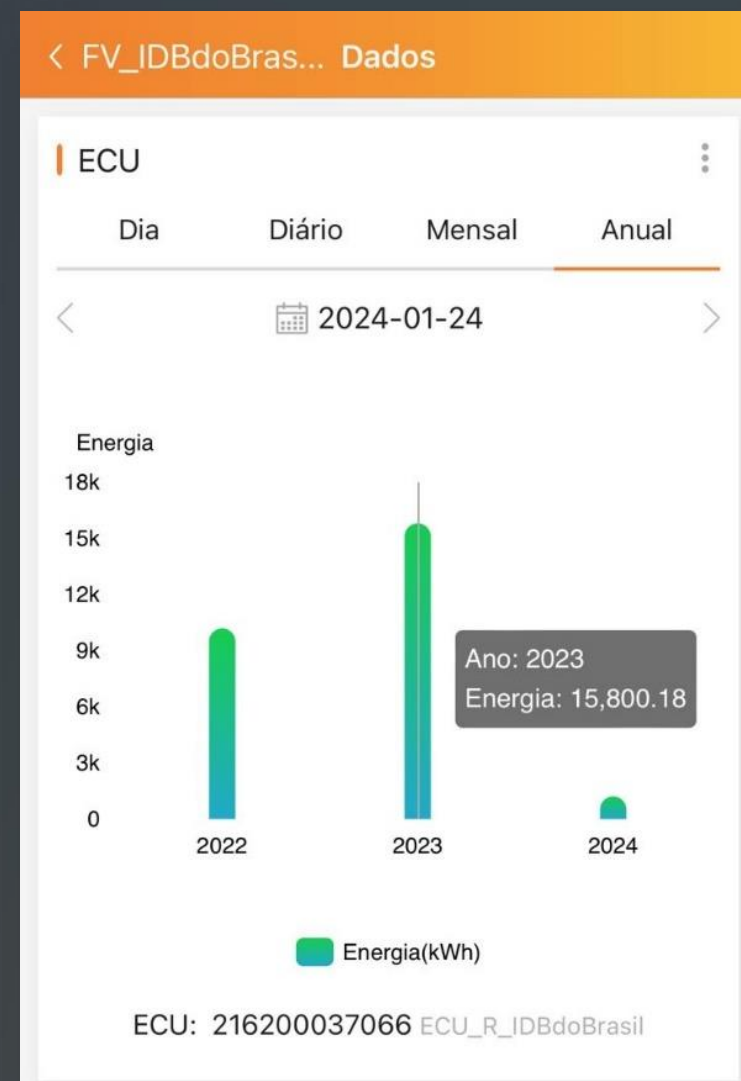 < FV_IDBdoBras... Dados
ECU
Dia Diário Mensal Anual
2024-01-24
Energia
18k
15k
12k
9k
6k
3k
0
Ano: 2023
Energia: 15,800.18
2022 2023 2024
Energia(kWh)
ECU: 216200037066 ECU_R_IDBdoBrasil